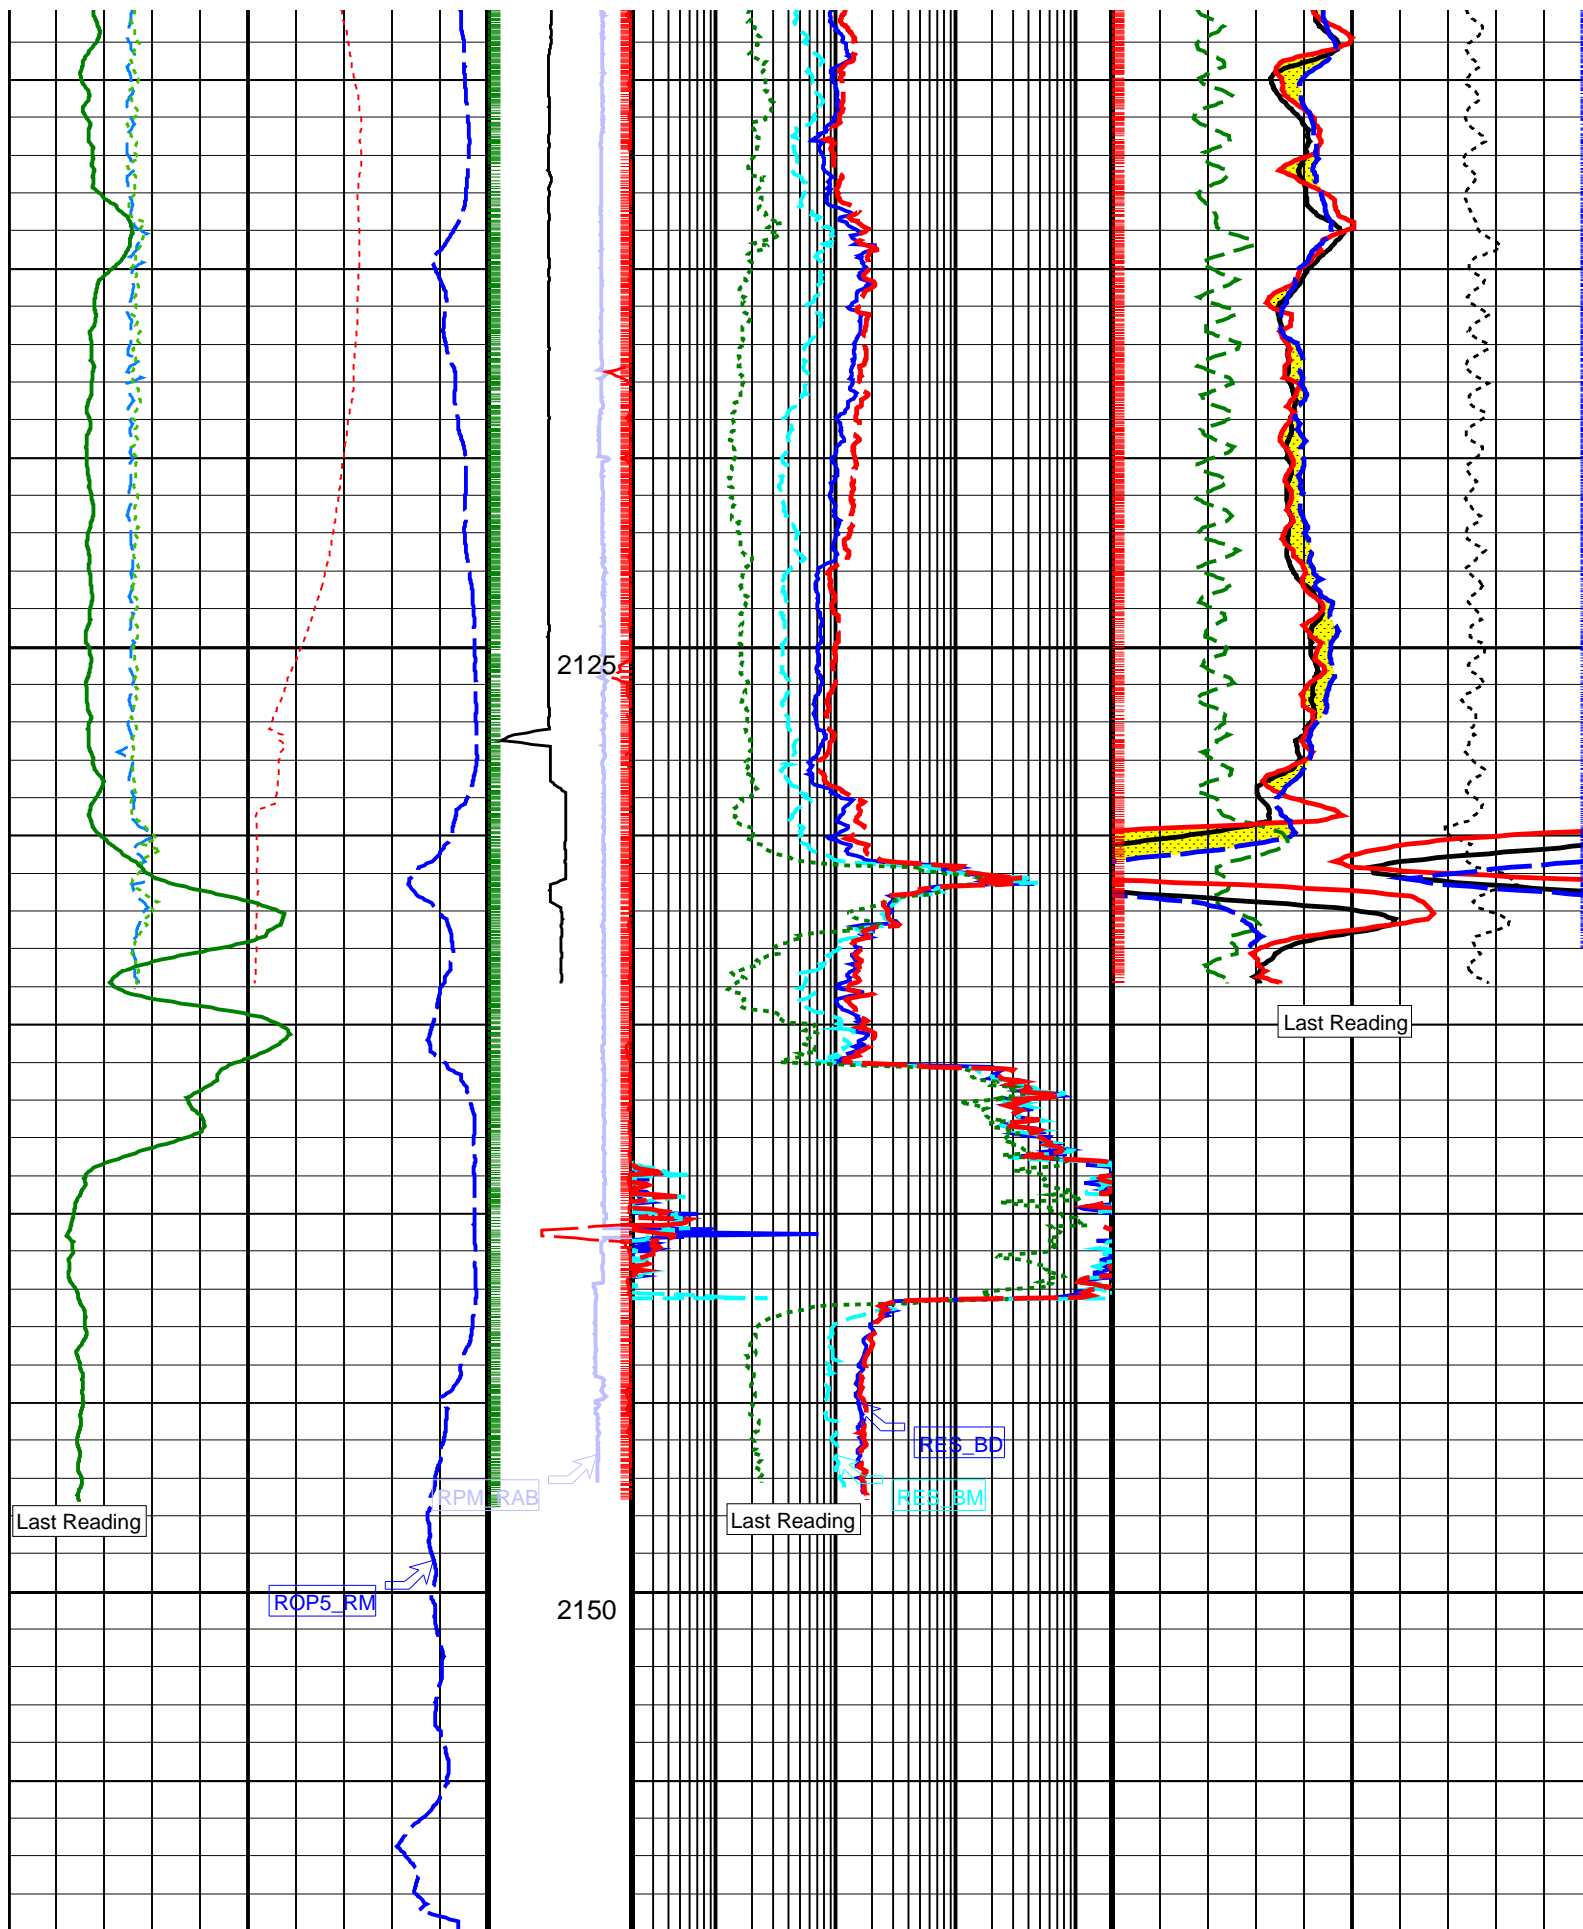 2125
Last Reading
RES_BD
RPM_RAB
RES_BM
Last Reading
Last Reading
ROP5_RM
2150